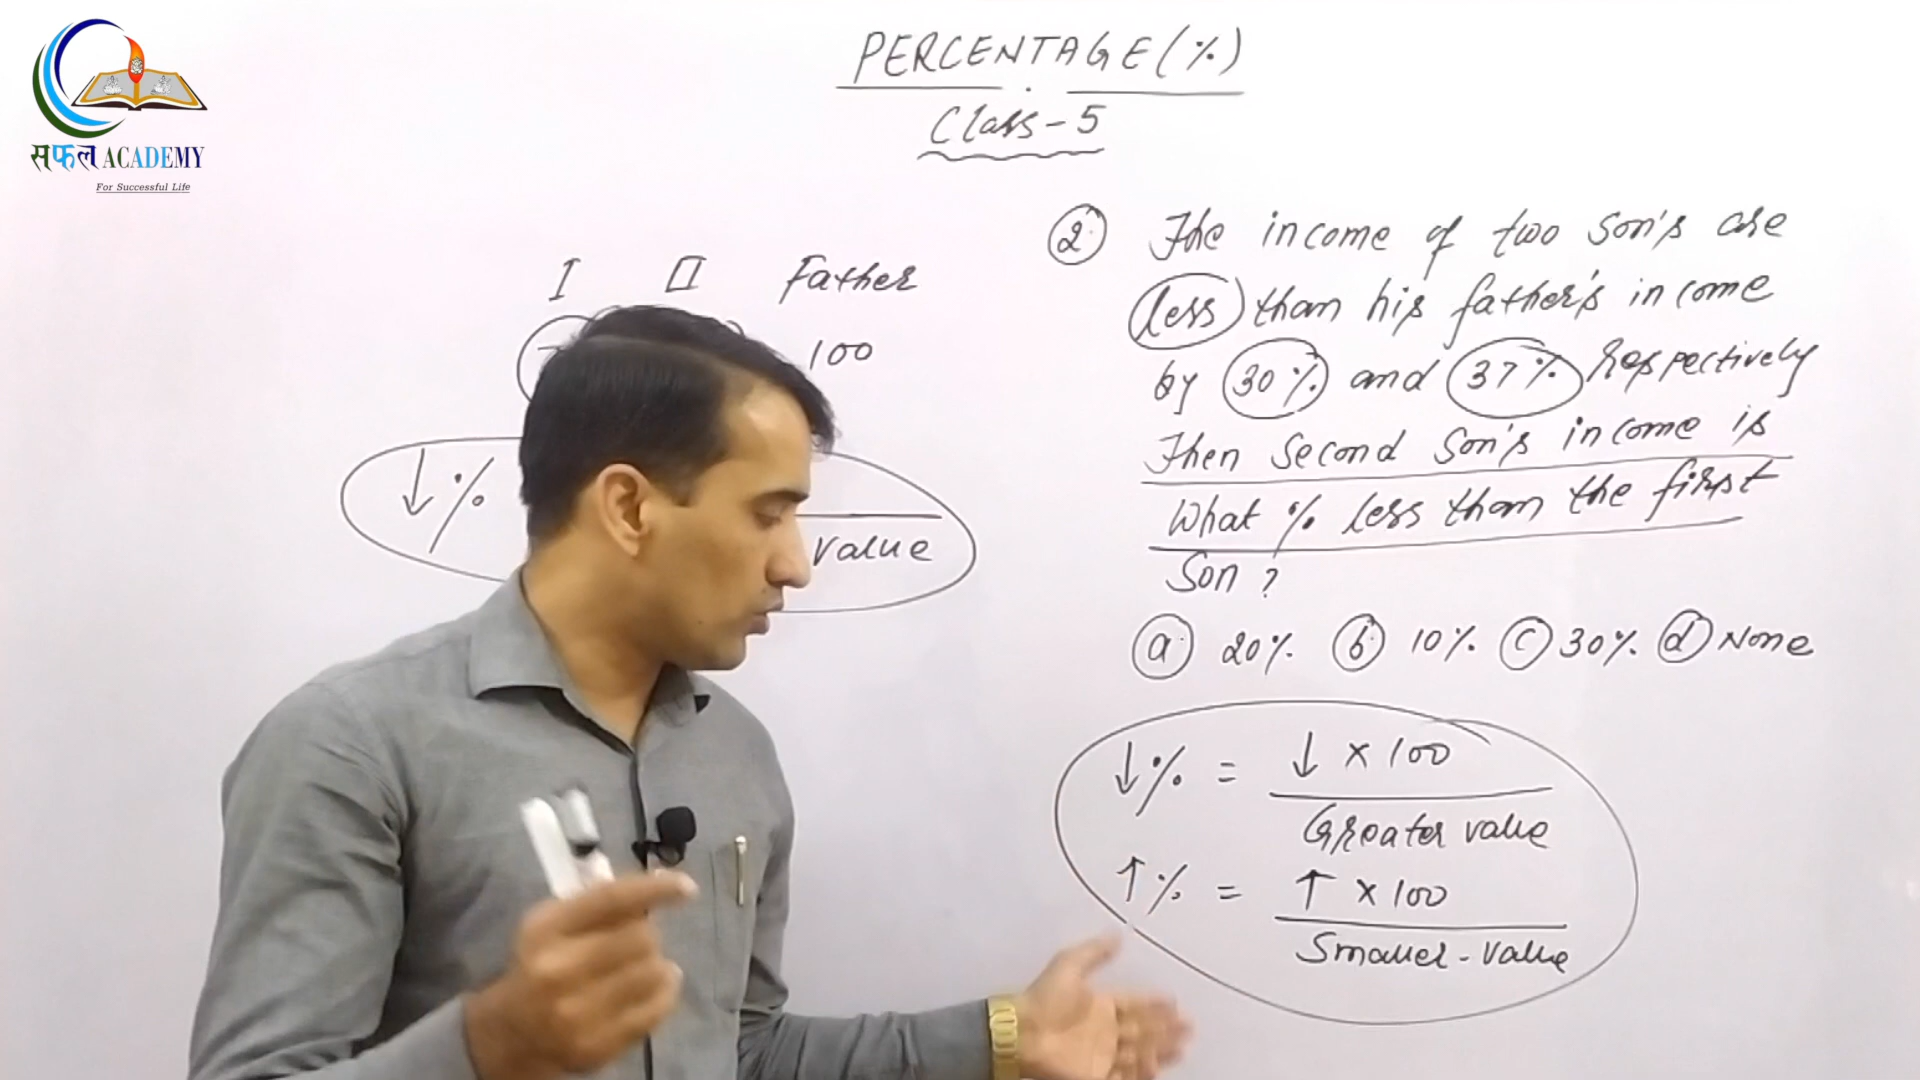 सफल ACADEMY
For Successful Life
PERCENTAGE (%)
Class - 5
I II Father
100
↓ %
value
② The income of two son's are
less than his father's income
by 30% and 37% respectively
Then second son's income is
what % less than the first
son?
ⓐ 20% ⓑ 10% ⓒ 30% ⓓ None
↓% = ↓ × 100
Greater value
↑% = ↑ × 100
Smaller - value